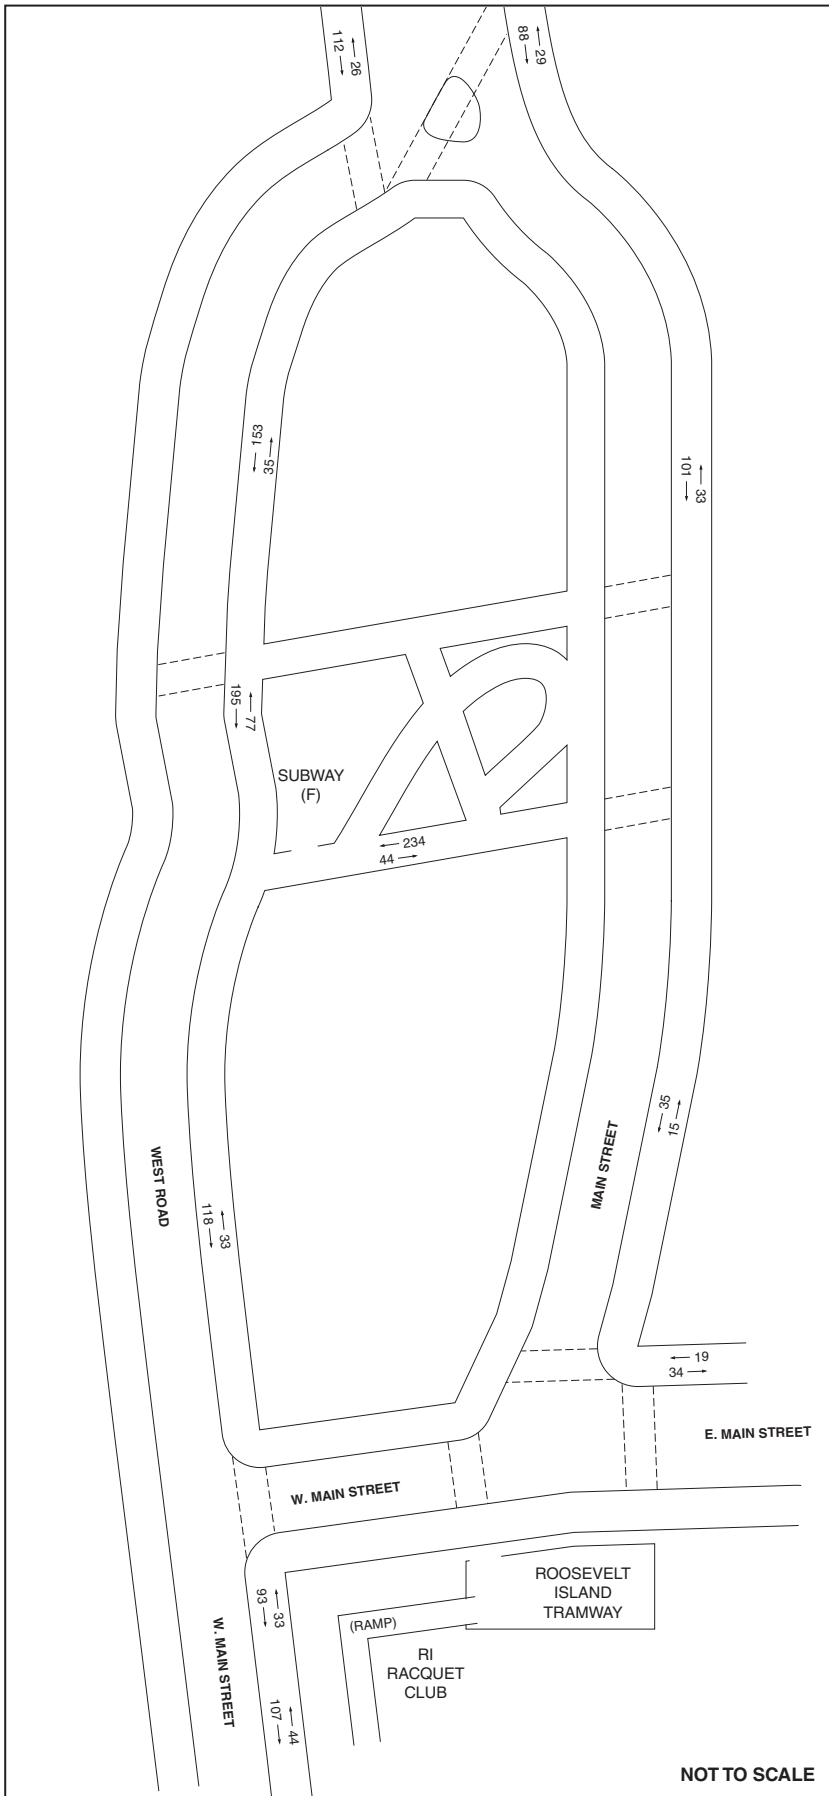 112
26
88
29
153
35
101
33
195
77
SUBWAY
(F)
234
44
35
15
WEST ROAD
MAIN STREET
118
33
19
34
E. MAIN STREET
W. MAIN STREET
93
33
(RAMP)
ROOSEVELT
ISLAND
TRAMWAY
RI
RACQUET
CLUB
W. MAIN STREET
107
44
NOT TO SCALE